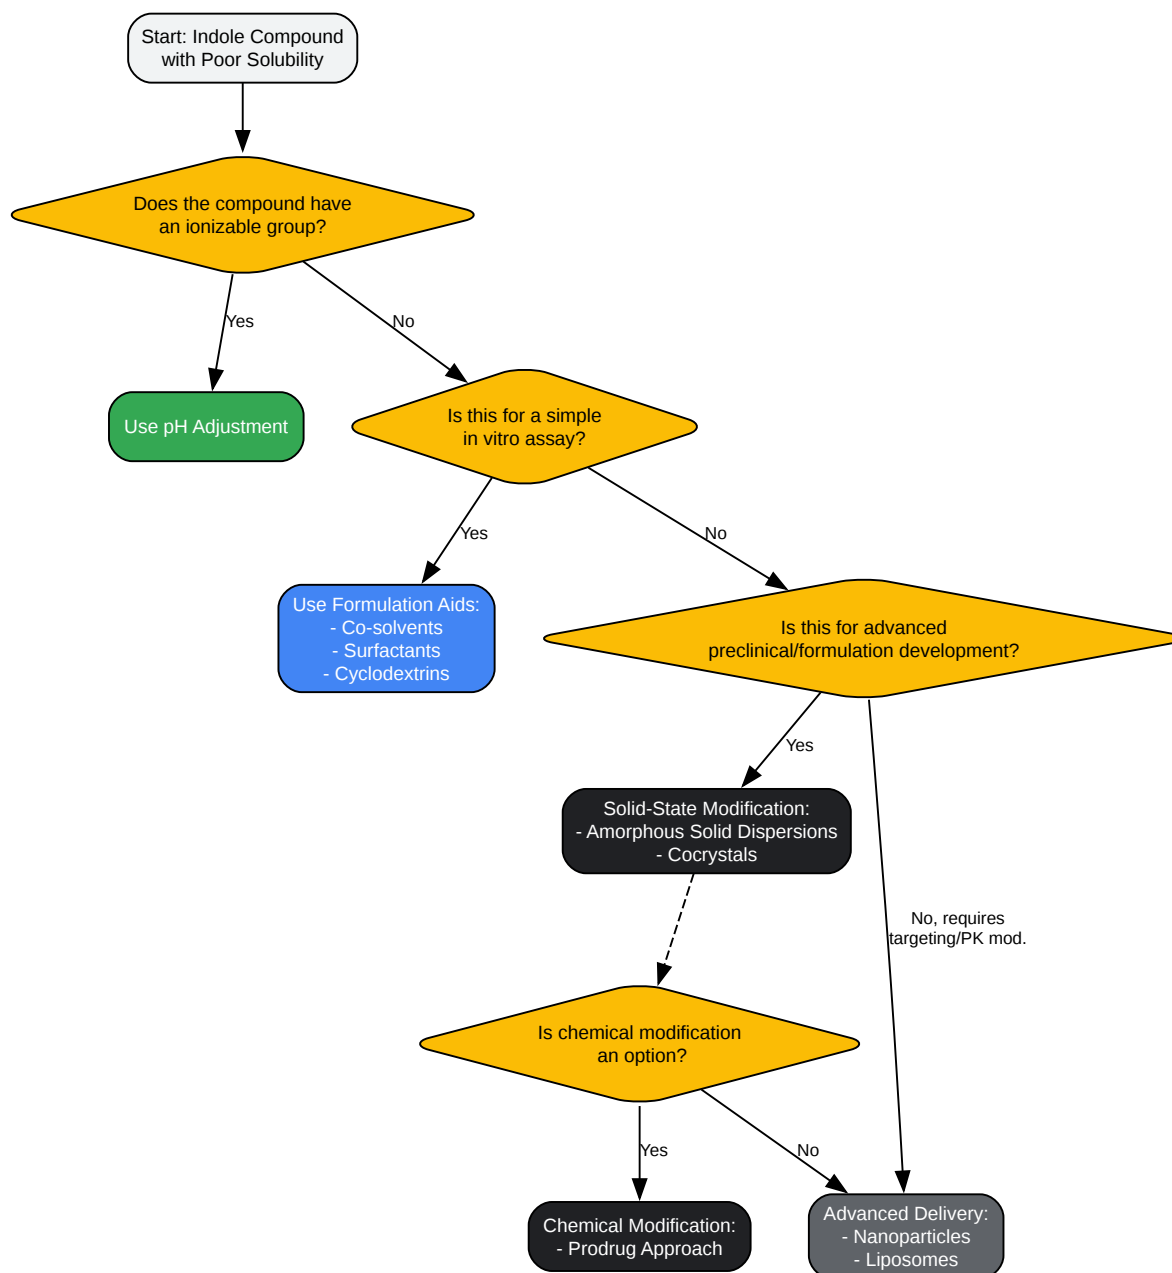 Start: Indole Compound
with Poor Solubility
Does the compound have
an ionizable group?
Yes
No
Use pH Adjustment
Is this for a simple
in vitro assay?
Yes
No
Use Formulation Aids:
- Co-solvents
- Surfactants
- Cyclodextrins
Is this for advanced
preclinical/formulation development?
Yes
Solid-State Modification:
- Amorphous Solid Dispersions
- Cocrystals
No, requires
targeting/PK mod.
Is chemical modification
an option?
Yes
No
Chemical Modification:
- Prodrug Approach
Advanced Delivery:
- Nanoparticles
- Liposomes